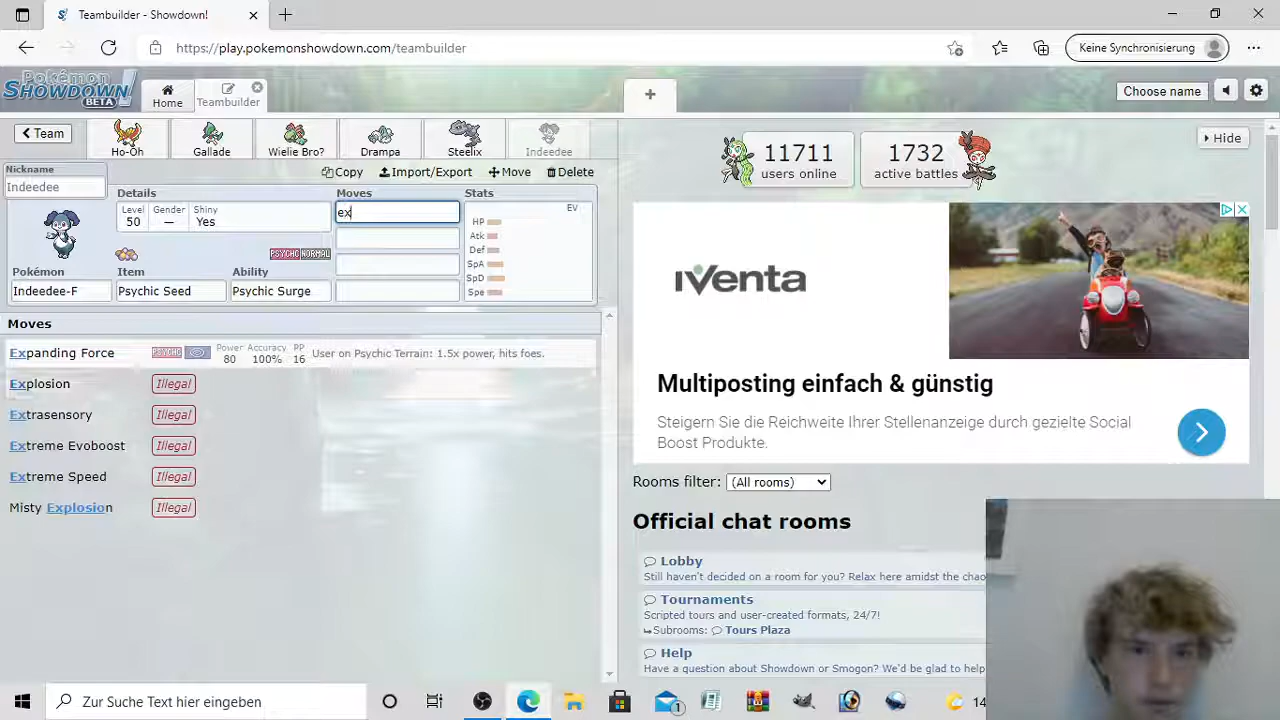 Teambuilder - Showdown!
https://play.pokemonshowdown.com/teambuilder
Keine Synchronisierung
Pokémon
SHOWDOWN!
BETA
Home
Teambuilder
Choose name
Team
Ho-Oh
Gallade
Wielie Bro?
Drampa
Steelix
Indeedee
Nickname
Indeedee
Copy
Import/Export
Move
Delete
Details
Level
50
Gender
—
Shiny
Yes
PSYCHC NORMAL
Pokémon
Item
Ability
Indeedee-F
Psychic Seed
Psychic Surge
Moves
ex
Stats
EV
HP
Atk
Def
SpA
SpD
Spe
Moves
Expanding Force
PSYCHC
Power
80
Accuracy
100%
PP
16
User on Psychic Terrain: 1.5x power, hits foes.
Explosion
Illegal
Extrasensory
Illegal
Extreme Evoboost
Illegal
Extreme Speed
Illegal
Misty Explosion
Illegal
11711
users online
1732
active battles
Hide
ıVenta
Multiposting einfach & günstig
Steigern Sie die Reichweite Ihrer Stellenanzeige durch gezielte Social
Boost Produkte.
Rooms filter: (All rooms)
Official chat rooms
Lobby
Still haven't decided on a room for you? Relax here amidst the chao
Tournaments
Scripted tours and user-created formats, 24/7!
Subrooms: Tours Plaza
Help
Have a question about Showdown or Smogon? We'd be glad to help
Zur Suche Text hier eingeben
1
14